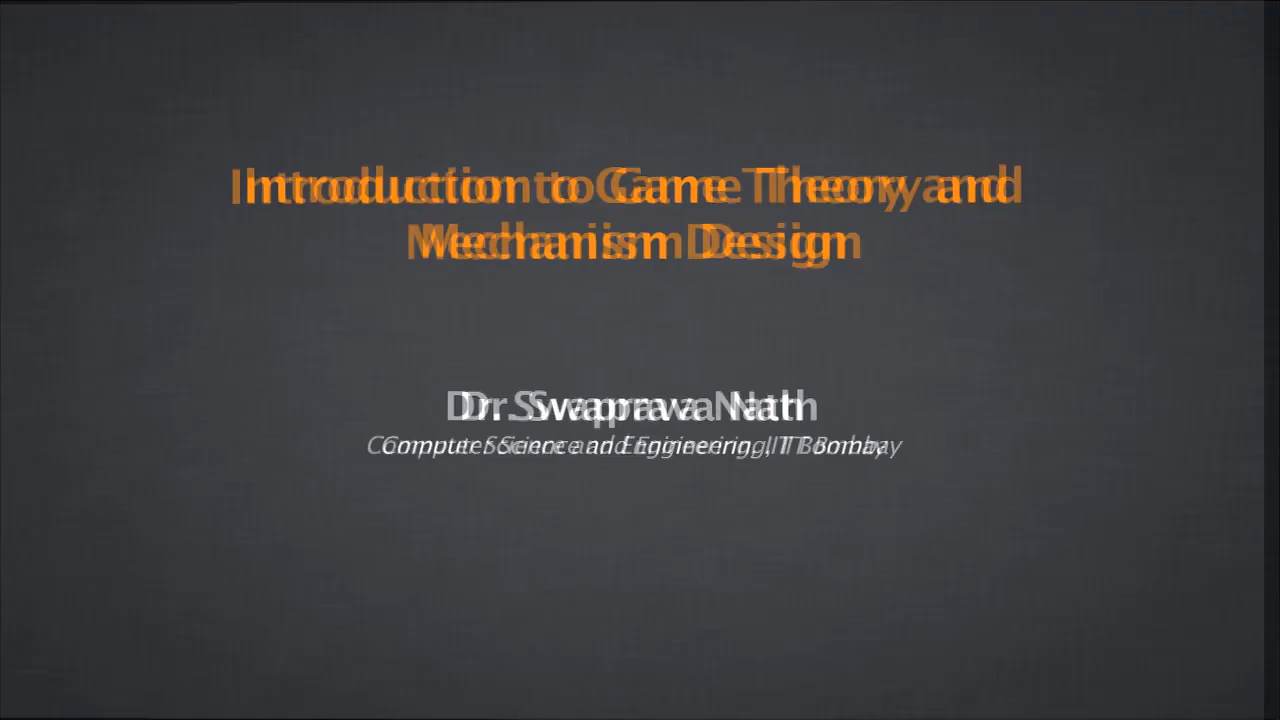 Introduction to Game Theory and
Mechanism Design
Dr. Swaprava Nath
Computer Science and Engineering, IIT Bombay